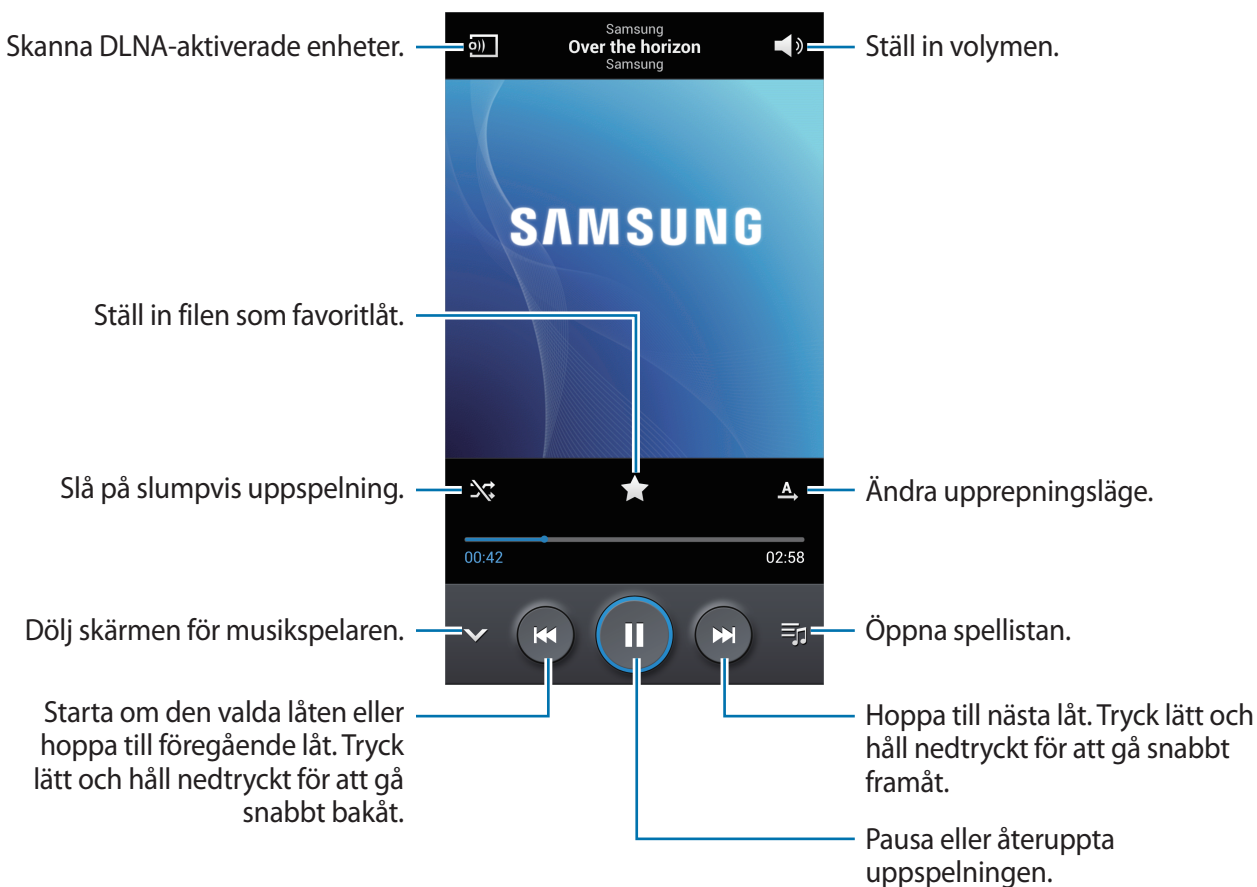 Skanna DLNA-aktiverade enheter.
Samsung
Over the horizon
Samsung
Ställ in volymen.
SAMSUNG
Ställ in filen som favoritlåt.
Slå på slumpvis uppspelning.
A
Ändra upprepningsläge.
00:42
02:58
Dölj skärmen för musikspelaren.
Öppna spellistan.
Starta om den valda låten eller
hoppa till föregående låt. Tryck
lätt och håll nedtryckt för att gå
snabbt bakåt.
Hoppa till nästa låt. Tryck lätt och
håll nedtryckt för att gå snabbt
framåt.
Pausa eller återuppta
uppspelningen.